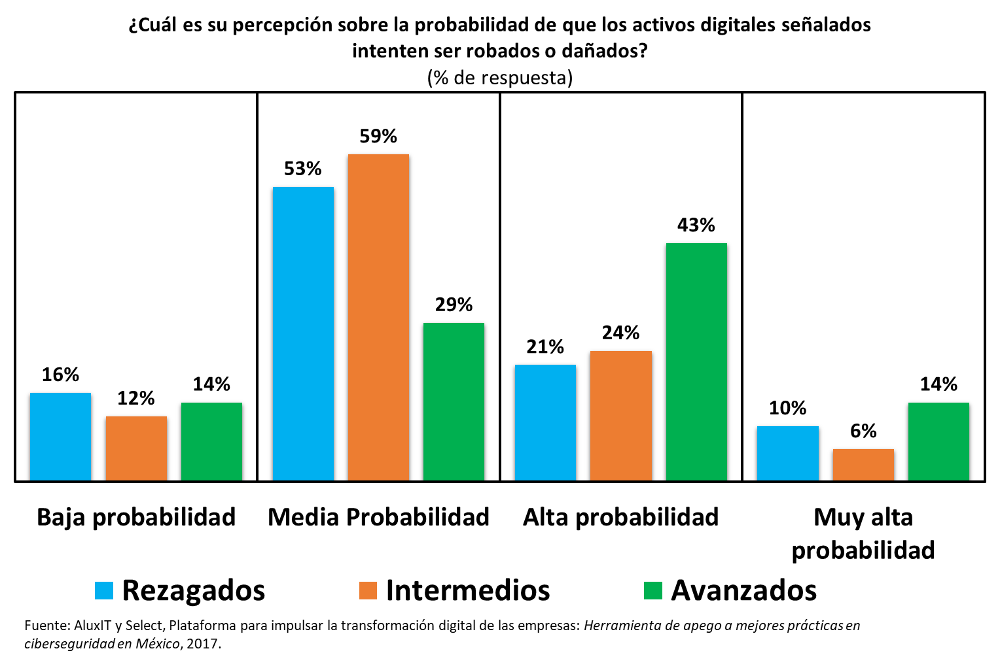 ¿Cuál es su percepción sobre la probabilidad de que los activos digitales señalados
intenten ser robados o dañados?
(% de respuesta)
16%
12%
14%
53%
59%
29%
21%
24%
43%
10%
6%
14%
Baja probabilidad
Media Probabilidad
Alta probabilidad
Muy alta
probabilidad
Rezagados
Intermedios
Avanzados
Fuente: AluxIT y Select, Plataforma para impulsar la transformación digital de las empresas: Herramienta de apego a mejores prácticas en
ciberseguridad en México, 2017.